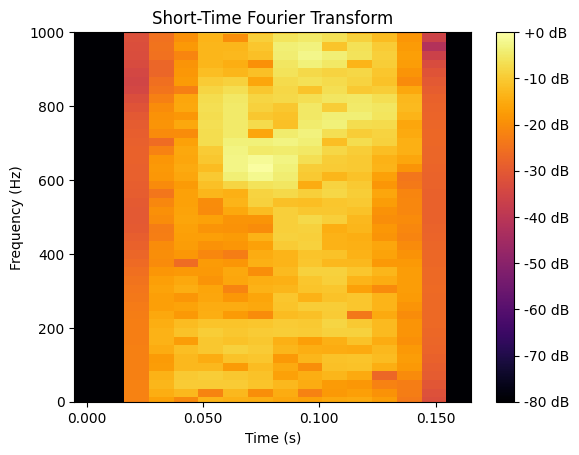 Short-Time Fourier Transform
1000
800
600
400
200
0
Frequency (Hz)
0.000
0.050
0.100
0.150
Time (s)
+0 dB
-10 dB
-20 dB
-30 dB
-40 dB
-50 dB
-60 dB
-70 dB
-80 dB